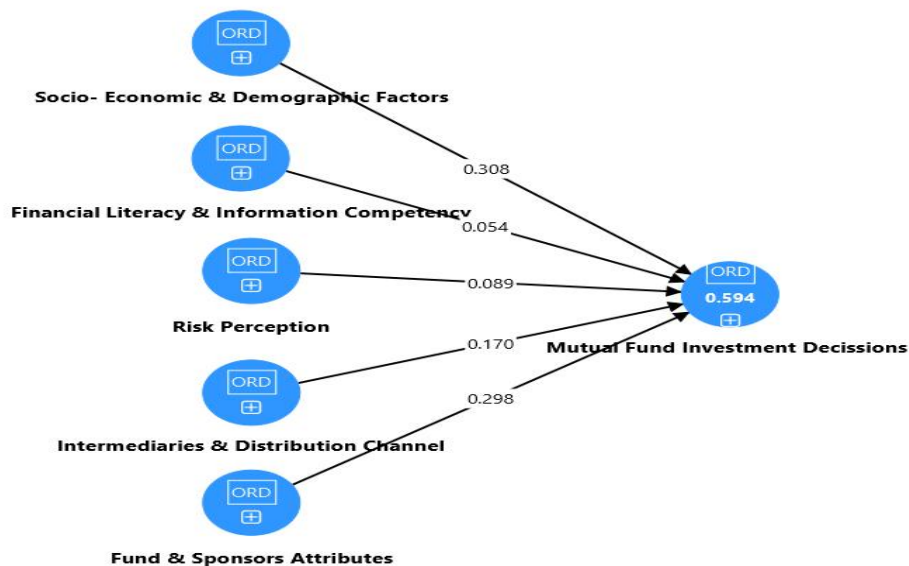 ORD
Socio- Economic & Demographic Factors
0.308
ORD
Financial Literacy & Information Competency
0.054
ORD
Risk Perception
0.089
ORD
0.594
Mutual Fund Investment Decissions
ORD
Intermediaries & Distribution Channel
0.170
ORD
Fund & Sponsors Attributes
0.298